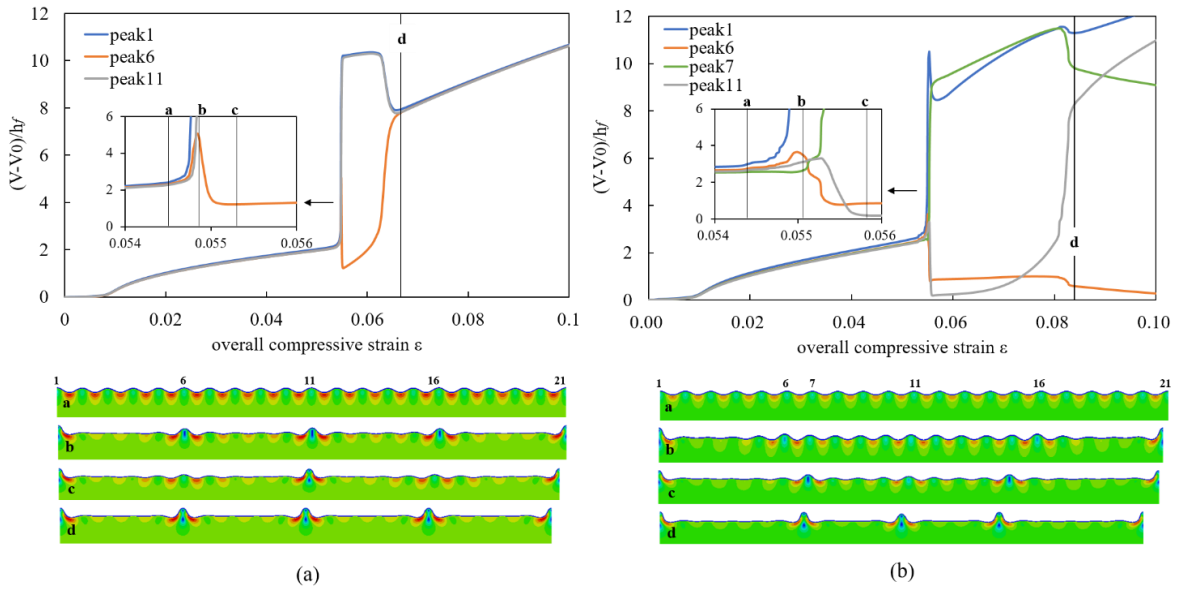 12
10
8
6
4
2
0
(V-V0)/hf
peak1
peak6
peak11
d
a b c
6
4
2
0
0.054 0.055 0.056
0 0.02 0.04 0.06 0.08 0.1
overall compressive strain ε
1 6 11 16 21
a
b
c
d
(a)
12
10
8
6
4
2
0
(V-V0)/hf
peak1
peak6
peak7
peak11
a b c
6
4
2
0
0.054 0.055 0.056
d
0.00 0.02 0.04 0.06 0.08 0.10
overall compressive strain ε
1 6 7 11 16 21
a
b
c
d
(b)